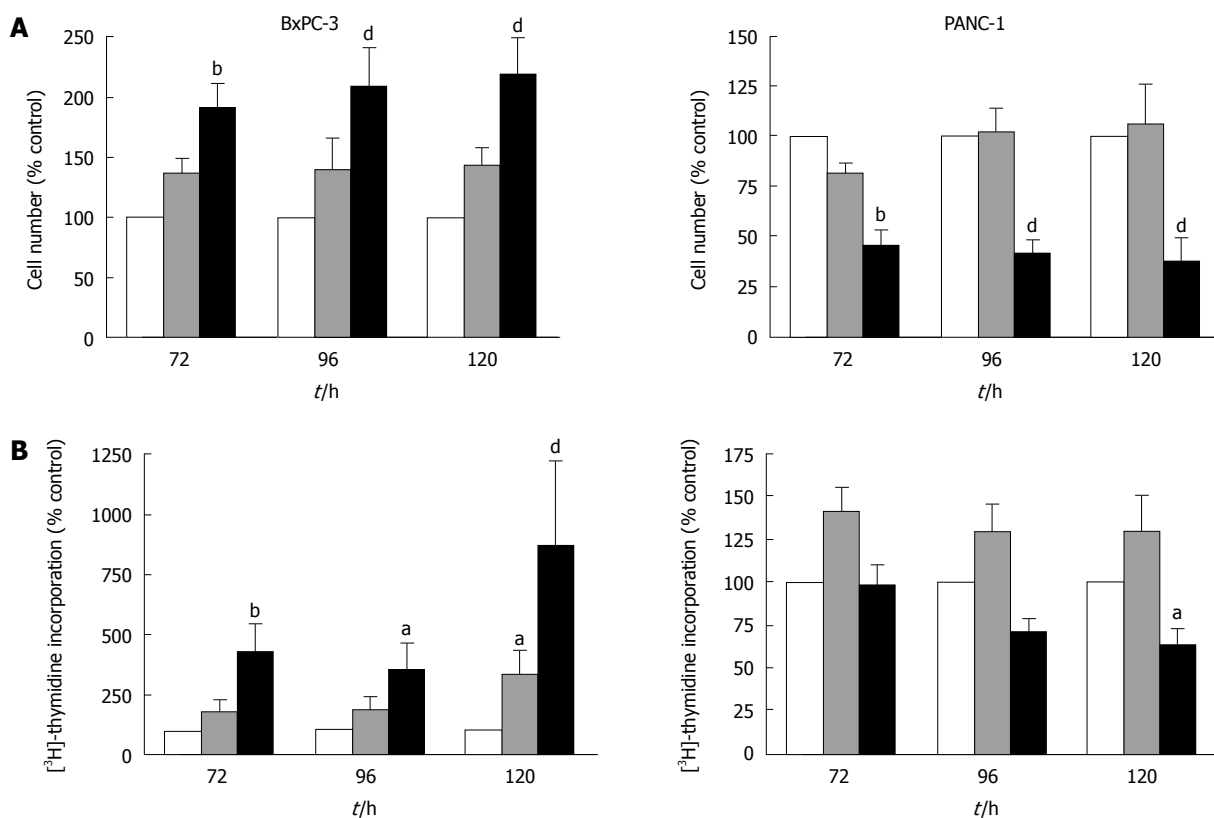 A
BxPC-3
Cell number (% control)
250
200
150
100
50
0
b
d
d
72
96
120
t/h
PANC-1
Cell number (% control)
150
125
100
75
50
25
0
b
d
d
72
96
120
t/h
B
[³H]-thymidine incorporation (% control)
1250
1000
750
500
250
0
b
a
a
d
72
96
120
t/h
[³H]-thymidine incorporation (% control)
175
150
125
100
75
50
25
0
a
72
96
120
t/h